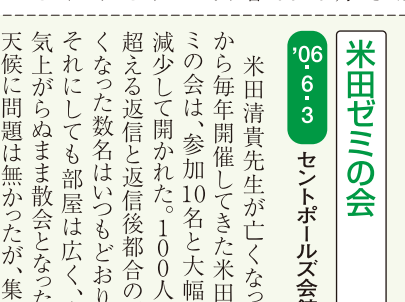 米田ゼミの会
’06・6・3
セントポールズ会
米田清貴先生が亡くなっ
から毎年開催してきた米田
ミの会は、参加10名と大幅
減少して開かれた。100人
超える返信と返信後都合の
くなった数名はいつもどおり
それにしても部屋は広く、
気上がらぬまま散会となった
天候に問題は無かったが、集